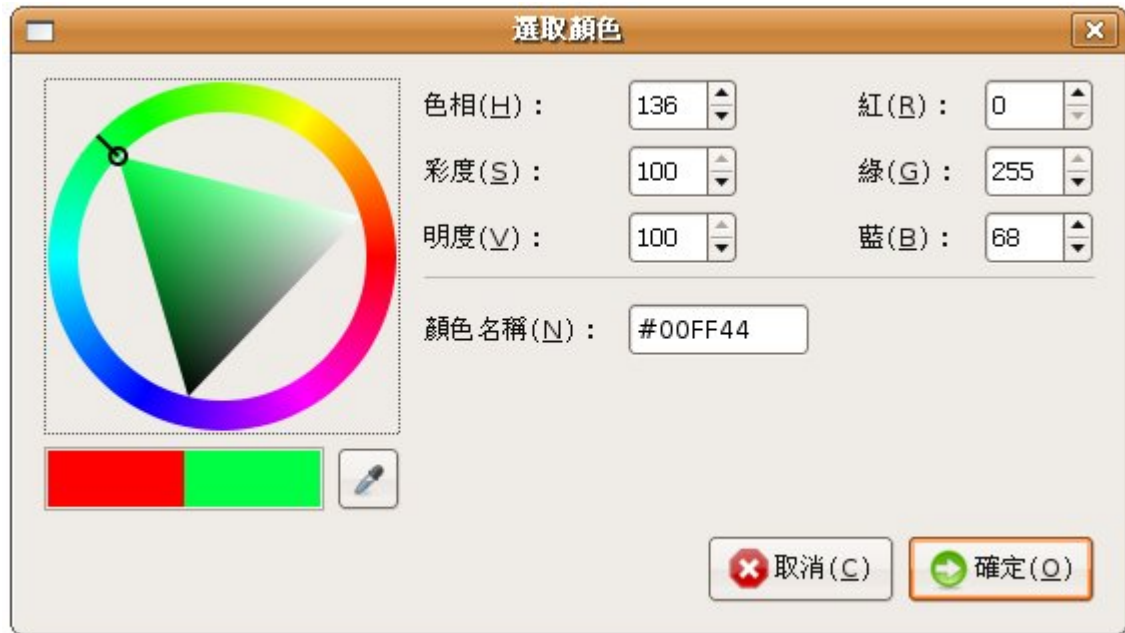 選取顏色
色相(H)： 136 紅(R)： 0
彩度(S)： 100 綠(G)： 255
明度(V)： 100 藍(B)： 68
顏色名稱(N)： #00FF44
取消(C) 確定(O)